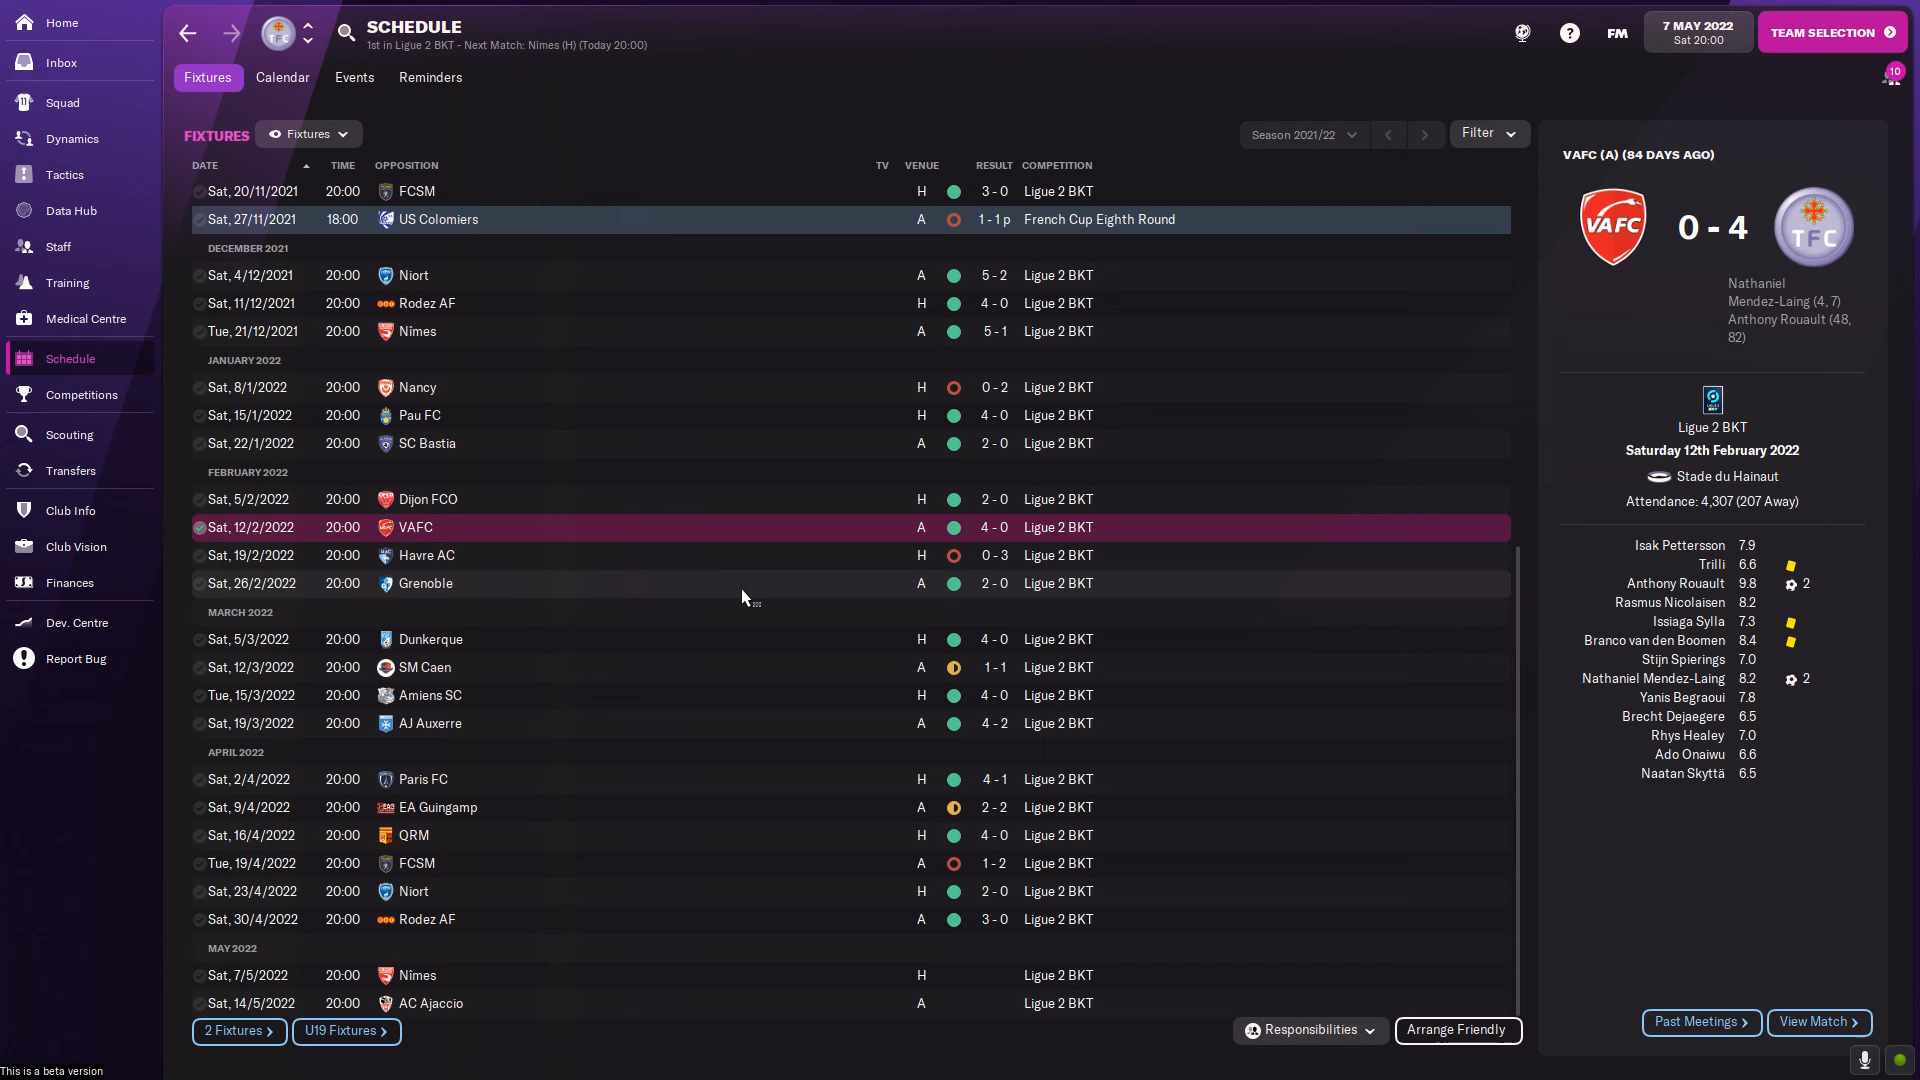 Home
Inbox
Squad
Dynamics
Tactics
Data Hub
Staff
Training
Medical Centre
Schedule
Competitions
Scouting
Transfers
Club Info
Club Vision
Finances
Dev. Centre
Report Bug
This is a beta version
TFC
SCHEDULE
1st in Ligue 2 BKT - Next Match: Nimes (H) (Today 20:00)
FM
7 MAY 2022
Sat 20:00
TEAM SELECTION
10
Fixtures Calendar Events Reminders
FIXTURES Fixtures
Season 2021/22 Filter
DATE TIME OPPOSITION TV VENUE RESULT COMPETITION
Sat, 20/11/2021 20:00 FCSM H 3 - 0 Ligue 2 BKT
Sat, 27/11/2021 18:00 US Colomiers A 1 - 1 p French Cup Eighth Round
DECEMBER 2021
Sat, 4/12/2021 20:00 Niort A 5 - 2 Ligue 2 BKT
Sat, 11/12/2021 20:00 Rodez AF H 4 - 0 Ligue 2 BKT
Tue, 21/12/2021 20:00 Nîmes A 5 - 1 Ligue 2 BKT
JANUARY 2022
Sat, 8/1/2022 20:00 Nancy H 0 - 2 Ligue 2 BKT
Sat, 15/1/2022 20:00 Pau FC H 4 - 0 Ligue 2 BKT
Sat, 22/1/2022 20:00 SC Bastia A 2 - 0 Ligue 2 BKT
FEBRUARY 2022
Sat, 5/2/2022 20:00 Dijon FCO H 2 - 0 Ligue 2 BKT
Sat, 12/2/2022 20:00 VAFC A 4 - 0 Ligue 2 BKT
Sat, 19/2/2022 20:00 Havre AC H 0 - 3 Ligue 2 BKT
Sat, 26/2/2022 20:00 Grenoble A 2 - 0 Ligue 2 BKT
MARCH 2022
Sat, 5/3/2022 20:00 Dunkerque H 4 - 0 Ligue 2 BKT
Sat, 12/3/2022 20:00 SM Caen A 1 - 1 Ligue 2 BKT
Tue, 15/3/2022 20:00 Amiens SC H 4 - 0 Ligue 2 BKT
Sat, 19/3/2022 20:00 AJ Auxerre A 4 - 2 Ligue 2 BKT
APRIL 2022
Sat, 2/4/2022 20:00 Paris FC H 4 - 1 Ligue 2 BKT
Sat, 9/4/2022 20:00 EA Guingamp A 2 - 2 Ligue 2 BKT
Sat, 16/4/2022 20:00 QRM H 4 - 0 Ligue 2 BKT
Tue, 19/4/2022 20:00 FCSM A 1 - 2 Ligue 2 BKT
Sat, 23/4/2022 20:00 Niort H 2 - 0 Ligue 2 BKT
Sat, 30/4/2022 20:00 Rodez AF A 3 - 0 Ligue 2 BKT
MAY 2022
Sat, 7/5/2022 20:00 Nîmes H Ligue 2 BKT
Sat, 14/5/2022 20:00 AC Ajaccio A Ligue 2 BKT
2 Fixtures U19 Fixtures Responsibilities Arrange Friendly
VAFC (A) (84 DAYS AGO)
VAFC 0 - 4 TFC
Nathaniel
Mendez-Laing (4, 7)
Anthony Rouault (48,
82)
Ligue 2 BKT
Saturday 12th February 2022
Stade du Hainaut
Attendance: 4,307 (207 Away)
Isak Pettersson 7.9
Trilli 6.6
Anthony Rouault 9.8 2
Rasmus Nicolaisen 8.2
Issiaga Sylla 7.3
Branco van den Boomen 8.4
Stijn Spierings 7.0
Nathaniel Mendez-Laing 8.2 2
Yanis Begraoui 7.8
Brecht Dejaegere 6.5
Rhys Healey 7.0
Ado Onaiwu 6.6
Naatan Skyttä 6.5
Past Meetings View Match